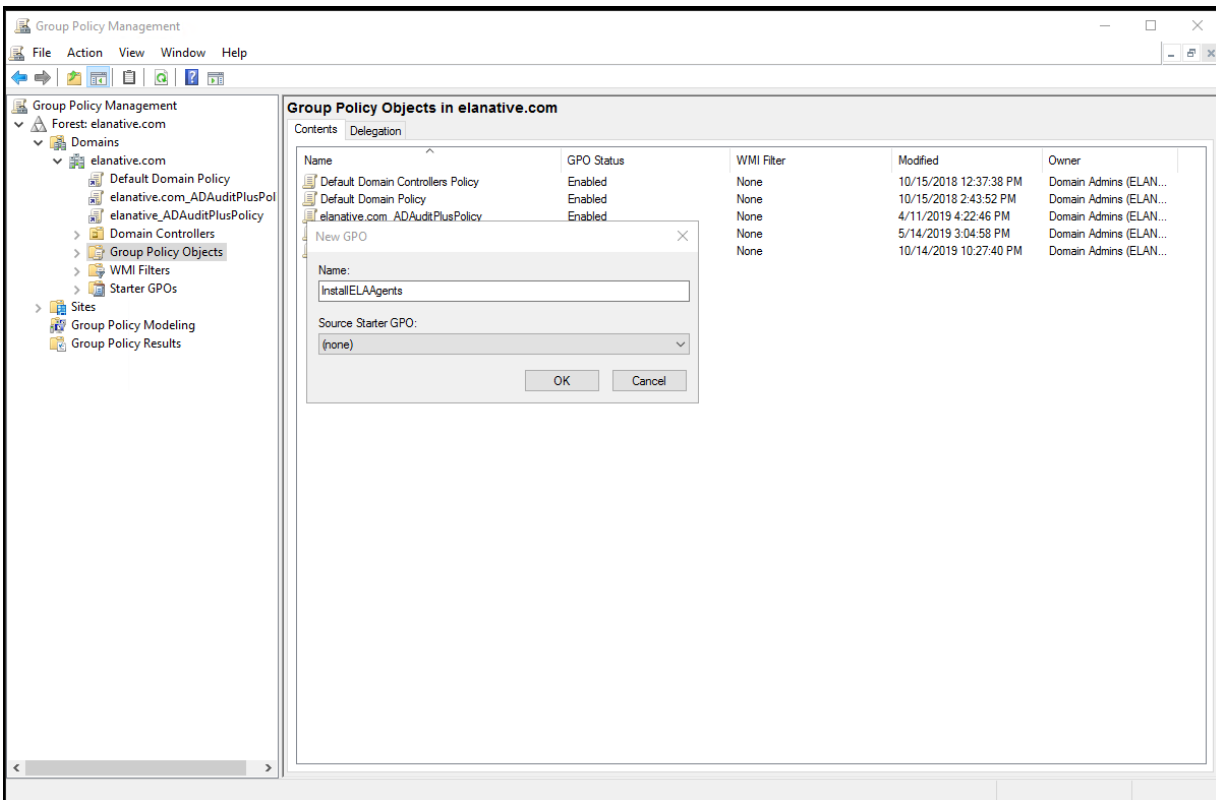 Group Policy Management
File Action View Window Help
Group Policy Management
Forest: elanative.com
Domains
elanative.com
Default Domain Policy
elanative.com_ADAuditPlusPol
elanative_ADAuditPlusPolicy
Domain Controllers
Group Policy Objects
WMI Filters
Starter GPOs
Sites
Group Policy Modeling
Group Policy Results
Group Policy Objects in elanative.com
Contents Delegation
Name GPO Status WMI Filter Modified Owner
Default Domain Controllers Policy Enabled None 10/15/2018 12:37:38 PM Domain Admins (ELAN...
Default Domain Policy Enabled None 10/15/2018 2:43:52 PM Domain Admins (ELAN...
elanative.com_ADAuditPlusPolicy Enabled None 4/11/2019 4:22:46 PM Domain Admins (ELAN...
None 5/14/2019 3:04:58 PM Domain Admins (ELAN...
None 10/14/2019 10:27:40 PM Domain Admins (ELAN...
New GPO
Name:
InstallELAAgents
Source Starter GPO:
(none)
OK Cancel